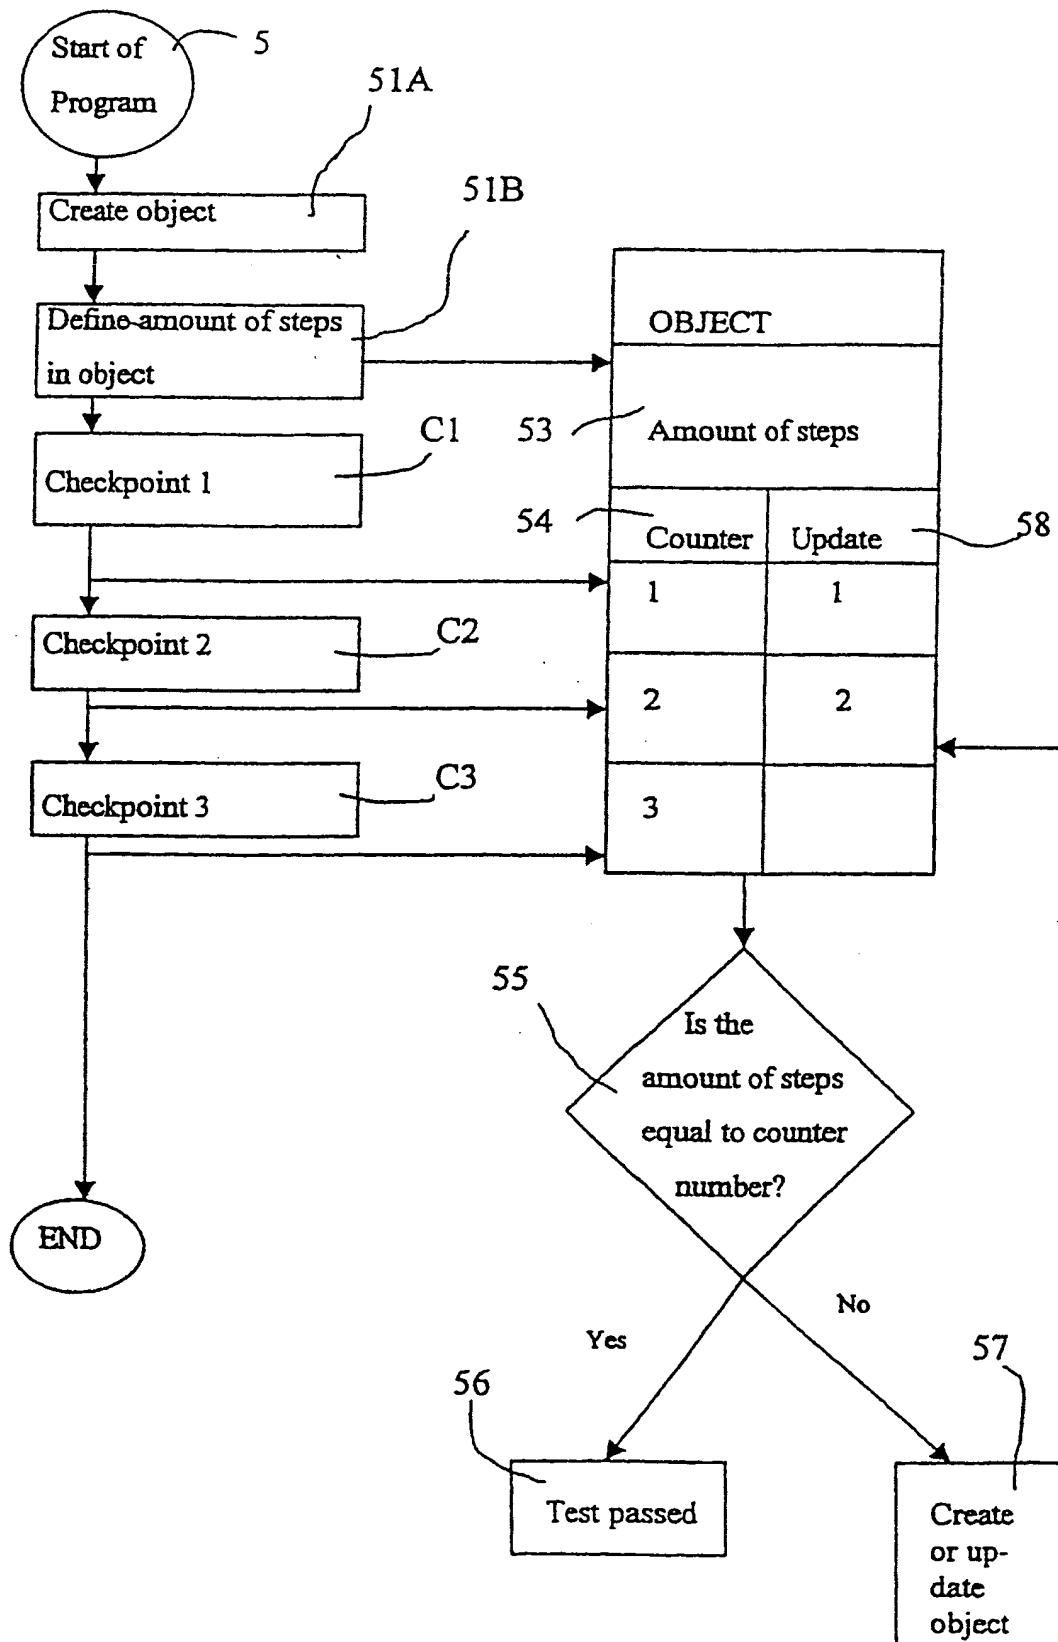 Start of
Program
5
51A
Create object
51B
Define amount of steps
in object
OBJECT
53
Amount of steps
C1
Checkpoint 1
54
58
Counter
Update
1
1
C2
Checkpoint 2
2
2
C3
Checkpoint 3
3
55
Is the
amount of steps
equal to counter
number?
END
Yes
No
56
57
Test passed
Create
or up-
date
object